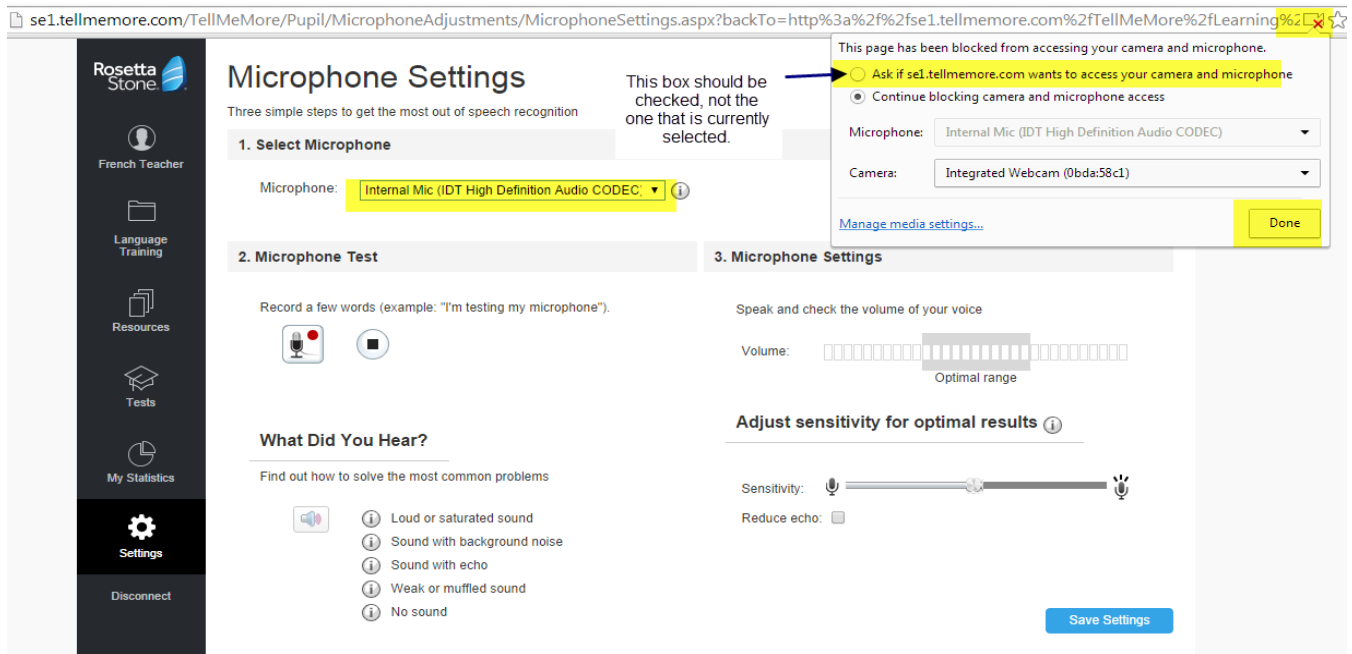 se1.tellmemore.com/TellMeMore/Pupil/MicrophoneAdjustments/MicrophoneSettings.aspx?backTo=http%3a%2f%2fse1.tellmemore.com%2fTellMeMore%2fLearning%2
This page has been blocked from accessing your camera and microphone.
Ask if se1.tellmemore.com wants to access your camera and microphone
Continue blocking camera and microphone access
Microphone: Internal Mic (IDT High Definition Audio CODEC)
Camera: Integrated Webcam (0bda:58c1)
Manage media settings...
Done
This box should be
checked, not the
one that is currently
selected.
Rosetta
Stone
French Teacher
Language
Training
Resources
Tests
My Statistics
Settings
Disconnect
Microphone Settings
Three simple steps to get the most out of speech recognition
1. Select Microphone
Microphone: Internal Mic (IDT High Definition Audio CODEC)
2. Microphone Test
Record a few words (example: "I'm testing my microphone").
What Did You Hear?
Find out how to solve the most common problems
Loud or saturated sound
Sound with background noise
Sound with echo
Weak or muffled sound
No sound
3. Microphone Settings
Speak and check the volume of your voice
Volume:
Optimal range
Adjust sensitivity for optimal results
Sensitivity:
Reduce echo:
Save Settings